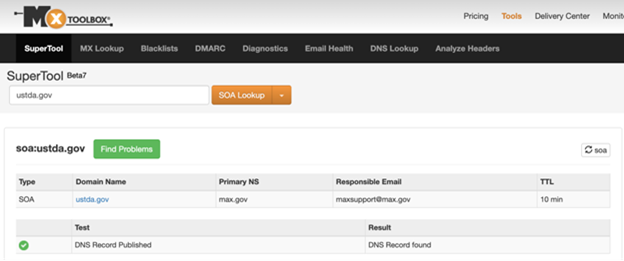 Mx TOOLBOX®
Pricing Tools Delivery Center
SuperTool MX Lookup Blacklists DMARC Diagnostics Email Health DNS Lookup Analyze Headers
SuperTool Beta7
ustda.gov SOA Lookup
soa:ustda.gov Find Problems soa
Type Domain Name Primary NS Responsible Email TTL
SOA ustda.gov max.gov maxsupport@max.gov 10 min
Test Result
DNS Record Published DNS Record found